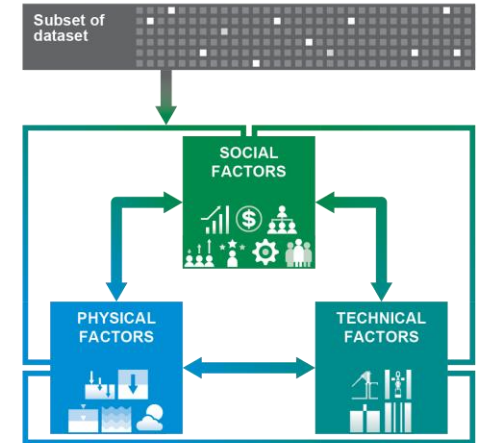 Subset of
dataset
SOCIAL
FACTORS
$
PHYSICAL
FACTORS
TECHNICAL
FACTORS